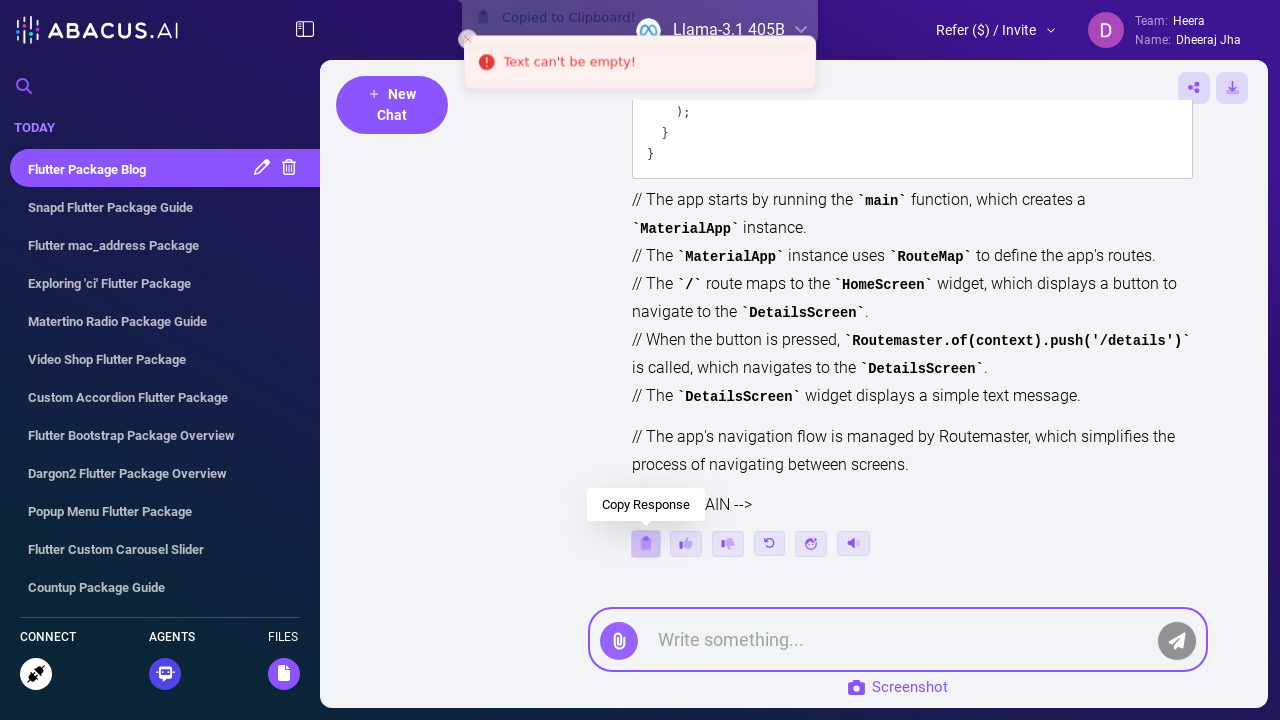 ABACUS.AI
Copied to Clipboard!
Llama-3.1 405B
Refer ($) / Invite
D
Team: Heera
Name: Dheeraj Jha
Text can't be empty!
+ New
Chat
TODAY
Flutter Package Blog
Snapd Flutter Package Guide
Flutter mac_address Package
Exploring 'ci' Flutter Package
Matertino Radio Package Guide
Video Shop Flutter Package
Custom Accordion Flutter Package
Flutter Bootstrap Package Overview
Dargon2 Flutter Package Overview
Popup Menu Flutter Package
Flutter Custom Carousel Slider
Countup Package Guide
CONNECT
AGENTS
FILES
);
}
}
// The app starts by running the `main` function, which creates a
`MaterialApp` instance.
// The `MaterialApp` instance uses `RouteMap` to define the app's routes.
// The `/` route maps to the `HomeScreen` widget, which displays a button to
navigate to the `DetailsScreen`.
// When the button is pressed, `Routemaster.of(context).push('/details')`
is called, which navigates to the `DetailsScreen`.
// The `DetailsScreen` widget displays a simple text message.
// The app's navigation flow is managed by Routemaster, which simplifies the
process of navigating between screens.
Copy Response
AIN -->
Write something...
Screenshot